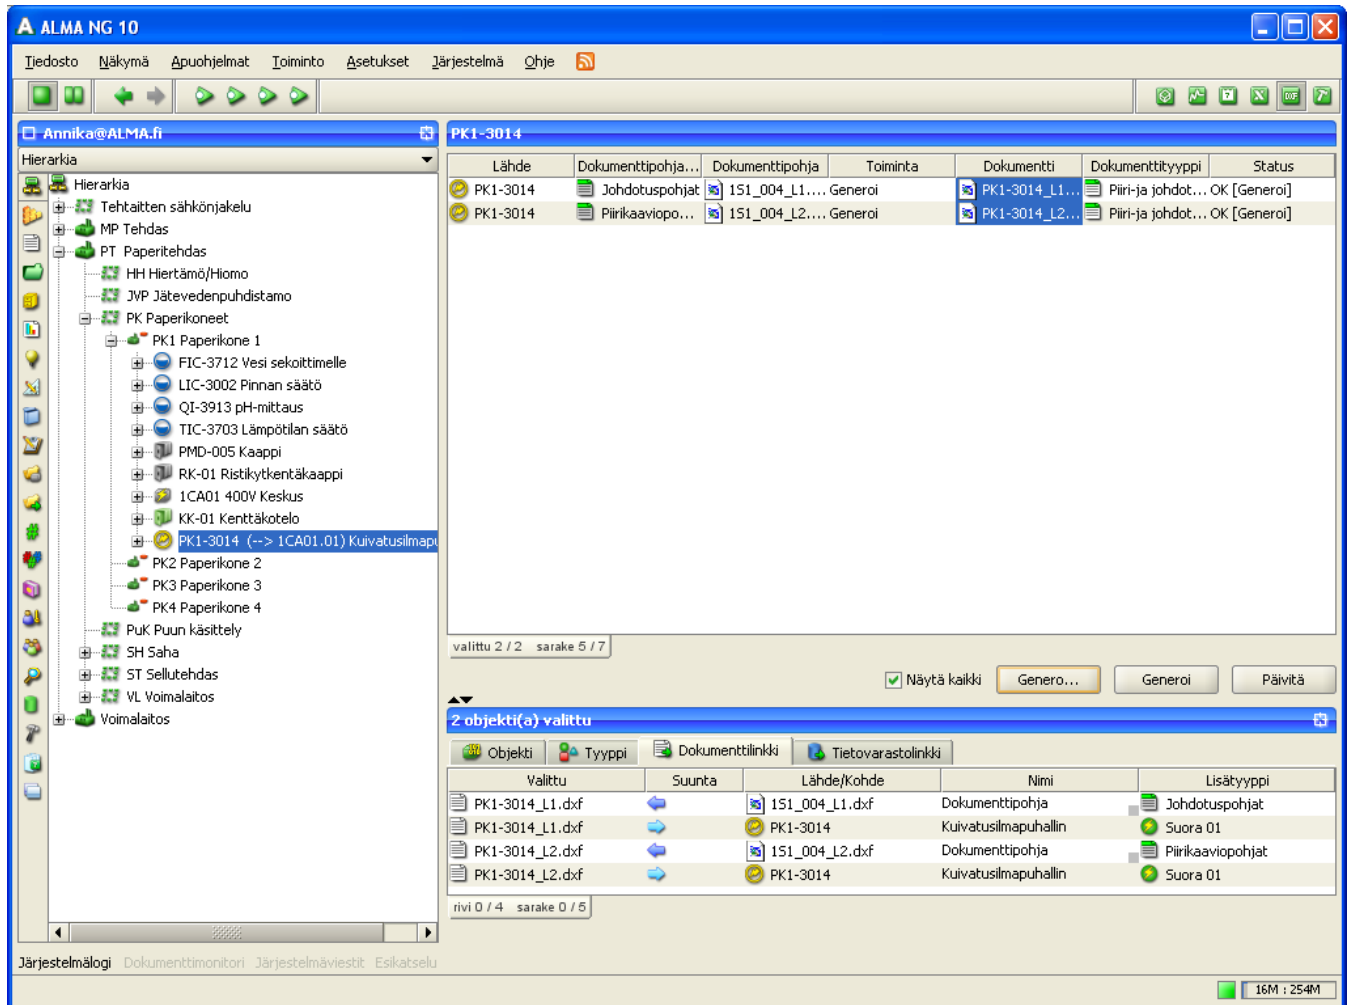 ALMA NG 10
Tiedosto Näkymä Apuohjelmat Toiminto Asetukset Järjestelmä Ohje
Annika@ALMA.fi
Hierarkia
Hierarkia
Tehtaitten sähkönjakelu
MP Tehdas
PT Paperitehdas
HH Hiertämö/Hiomo
JVP Jätevedenpuhdistamo
PK Paperikoneet
PK1 Paperikone 1
FIC-3712 Vesi sekoittimelle
LIC-3002 Pinnan säätö
QI-3913 pH-mittaus
TIC-3703 Lämpötilan säätö
PMD-005 Kaappi
RK-01 Ristikytkentäkaappi
1CA01 400V Keskus
KK-01 Kenttäkotelo
PK1-3014 (--> 1CA01.01) Kuivatusilmapu
PK2 Paperikone 2
PK3 Paperikone 3
PK4 Paperikone 4
PuK Puun käsittely
SH Saha
ST Sellutehdas
VL Voimalaitos
Voimalaitos
PK1-3014
Lähde Dokumenttipohja... Dokumenttipohja Toiminta Dokumentti Dokumenttityyppi Status
PK1-3014 Johdotuspohjat 1S1_004_L1.... Generoi PK1-3014_L1... Piiri-ja johdot... OK [Generoi]
PK1-3014 Piirikaaviopo... 1S1_004_L2.... Generoi PK1-3014_L2... Piiri-ja johdot... OK [Generoi]
valittu 2 / 2 sarake 5 / 7
Näytä kaikki Genero... Generoi Päivitä
2 objekti(a) valittu
Objekti Tyyppi Dokumenttilinkki Tietovarastolinkki
Valittu Suunta Lähde/Kohde Nimi Lisätyyppi
PK1-3014_L1.dxf 1S1_004_L1.dxf Dokumenttipohja Johdotuspohjat
PK1-3014_L1.dxf PK1-3014 Kuivatusilmapuhallin Suora 01
PK1-3014_L2.dxf 1S1_004_L2.dxf Dokumenttipohja Piirikaaviopohjat
PK1-3014_L2.dxf PK1-3014 Kuivatusilmapuhallin Suora 01
rivi 0 / 4 sarake 0 / 5
Järjestelmälogi Dokumenttimonitori Järjestelmäviestit Esikatselu
16M : 254M